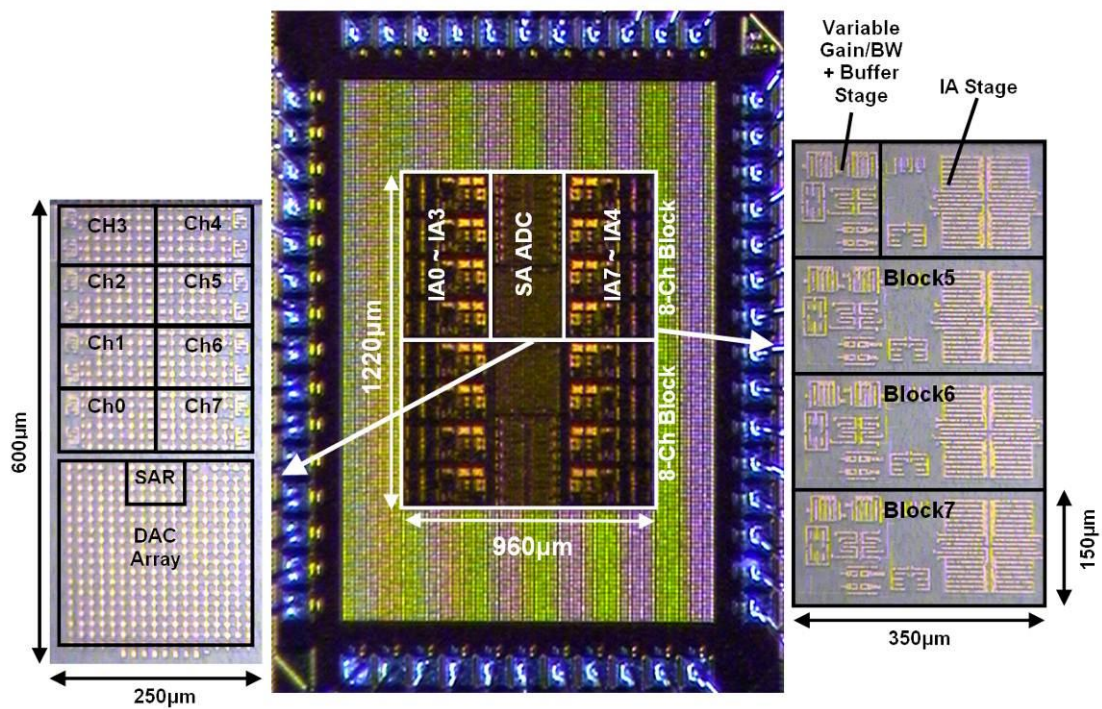 CH3
Ch4
Ch2
Ch5
Ch1
Ch6
Ch0
Ch7
SAR
DAC
Array
600µm
250µm
IA0 ~ IA3
SA ADC
IA7 ~ IA4
8-Ch Block
8-Ch Block
1220µm
960µm
Variable
Gain/BW
+ Buffer
Stage
IA Stage
Block5
Block6
Block7
150µm
350µm